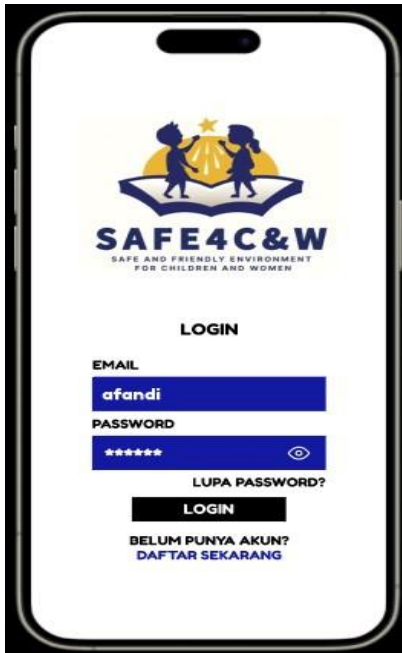 SAFE4C&W
SAFE AND FRIENDLY ENVIRONMENT
FOR CHILDREN AND WOMEN
LOGIN
EMAIL
afandi
PASSWORD
******
LUPA PASSWORD?
LOGIN
BELUM PUNYA AKUN?
DAFTAR SEKARANG